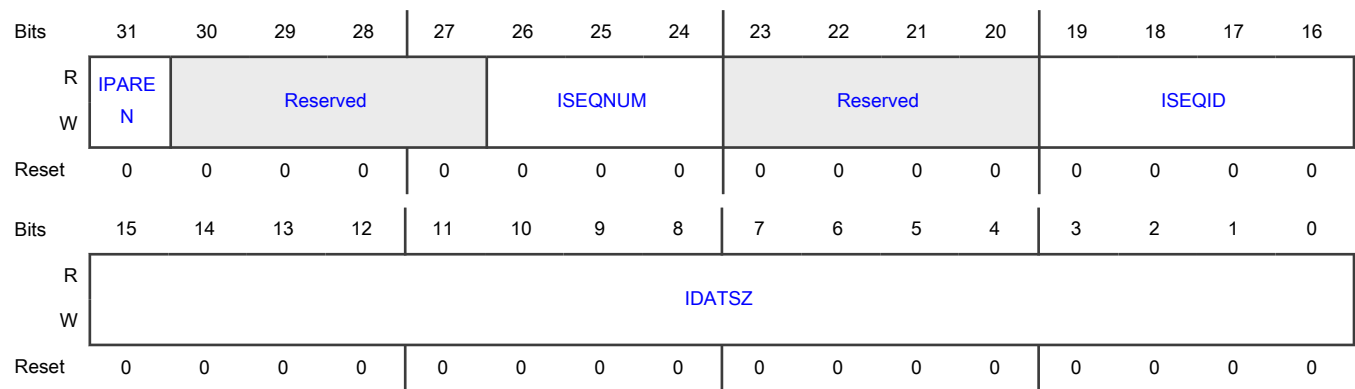 Bits 31 30 29 28 27 26 25 24 23 22 21 20 19 18 17 16
R
W
IPARE
N
Reserved ISEQNUM Reserved ISEQID
Reset 0 0 0 0 0 0 0 0 0 0 0 0 0 0 0 0
Bits 15 14 13 12 11 10 9 8 7 6 5 4 3 2 1 0
R
W
IDATSZ
Reset 0 0 0 0 0 0 0 0 0 0 0 0 0 0 0 0